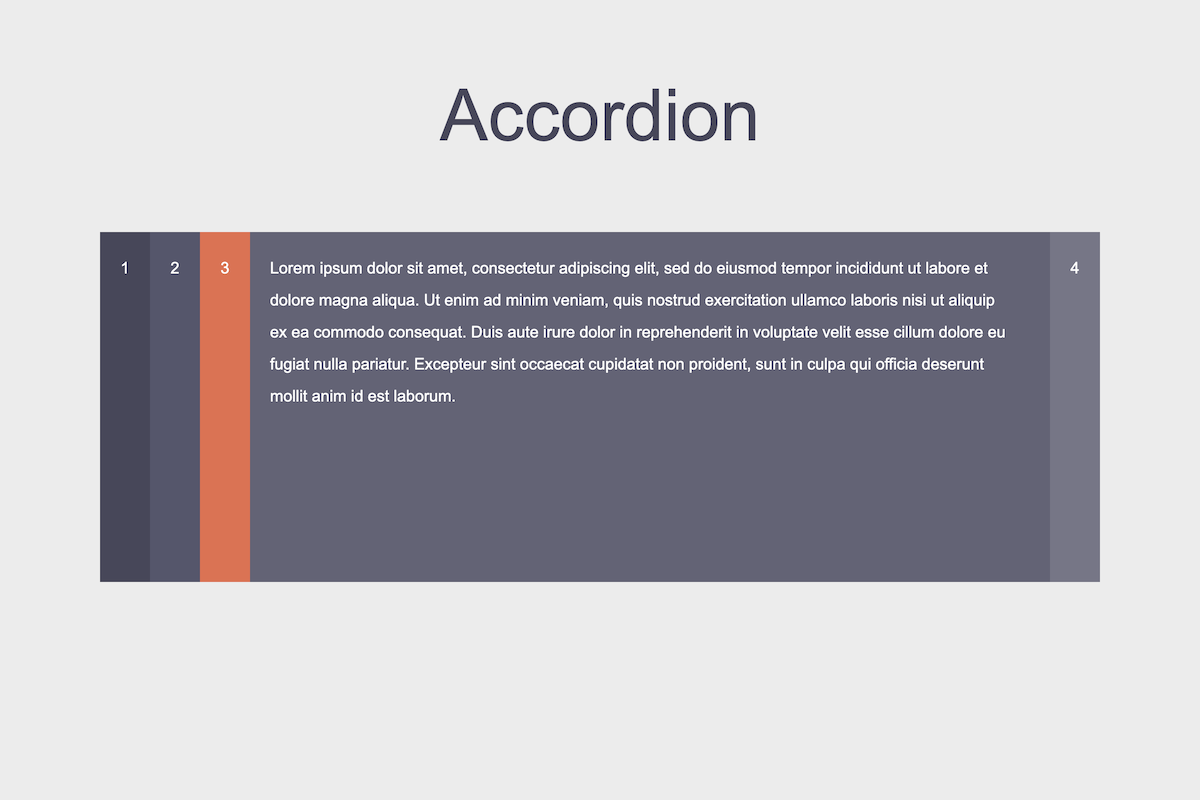 Accordion
1
2
3
Lorem ipsum dolor sit amet, consectetur adipiscing elit, sed do eiusmod tempor incididunt ut labore et
dolore magna aliqua. Ut enim ad minim veniam, quis nostrud exercitation ullamco laboris nisi ut aliquip
ex ea commodo consequat. Duis aute irure dolor in reprehenderit in voluptate velit esse cillum dolore eu
fugiat nulla pariatur. Excepteur sint occaecat cupidatat non proident, sunt in culpa qui officia deserunt
mollit anim id est laborum.
4